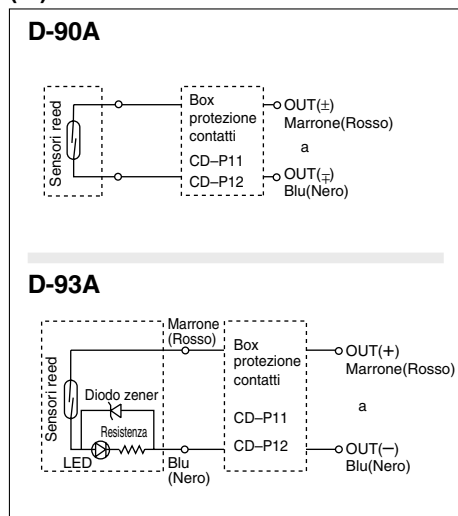 D-90A
Sensori reed
Box
protezione
contatti
CD–P11
CD–P12
OUT(±)
Marrone(Rosso)
a
OUT(∓)
Blu(Nero)
D-93A
Sensori reed
Marrone
(Rosso)
Diodo zener
Resistenza
LED
Blu
(Nero)
Box
protezione
contatti
CD–P11
CD–P12
OUT(+)
Marrone(Rosso)
a
OUT(—)
Blu(Nero)